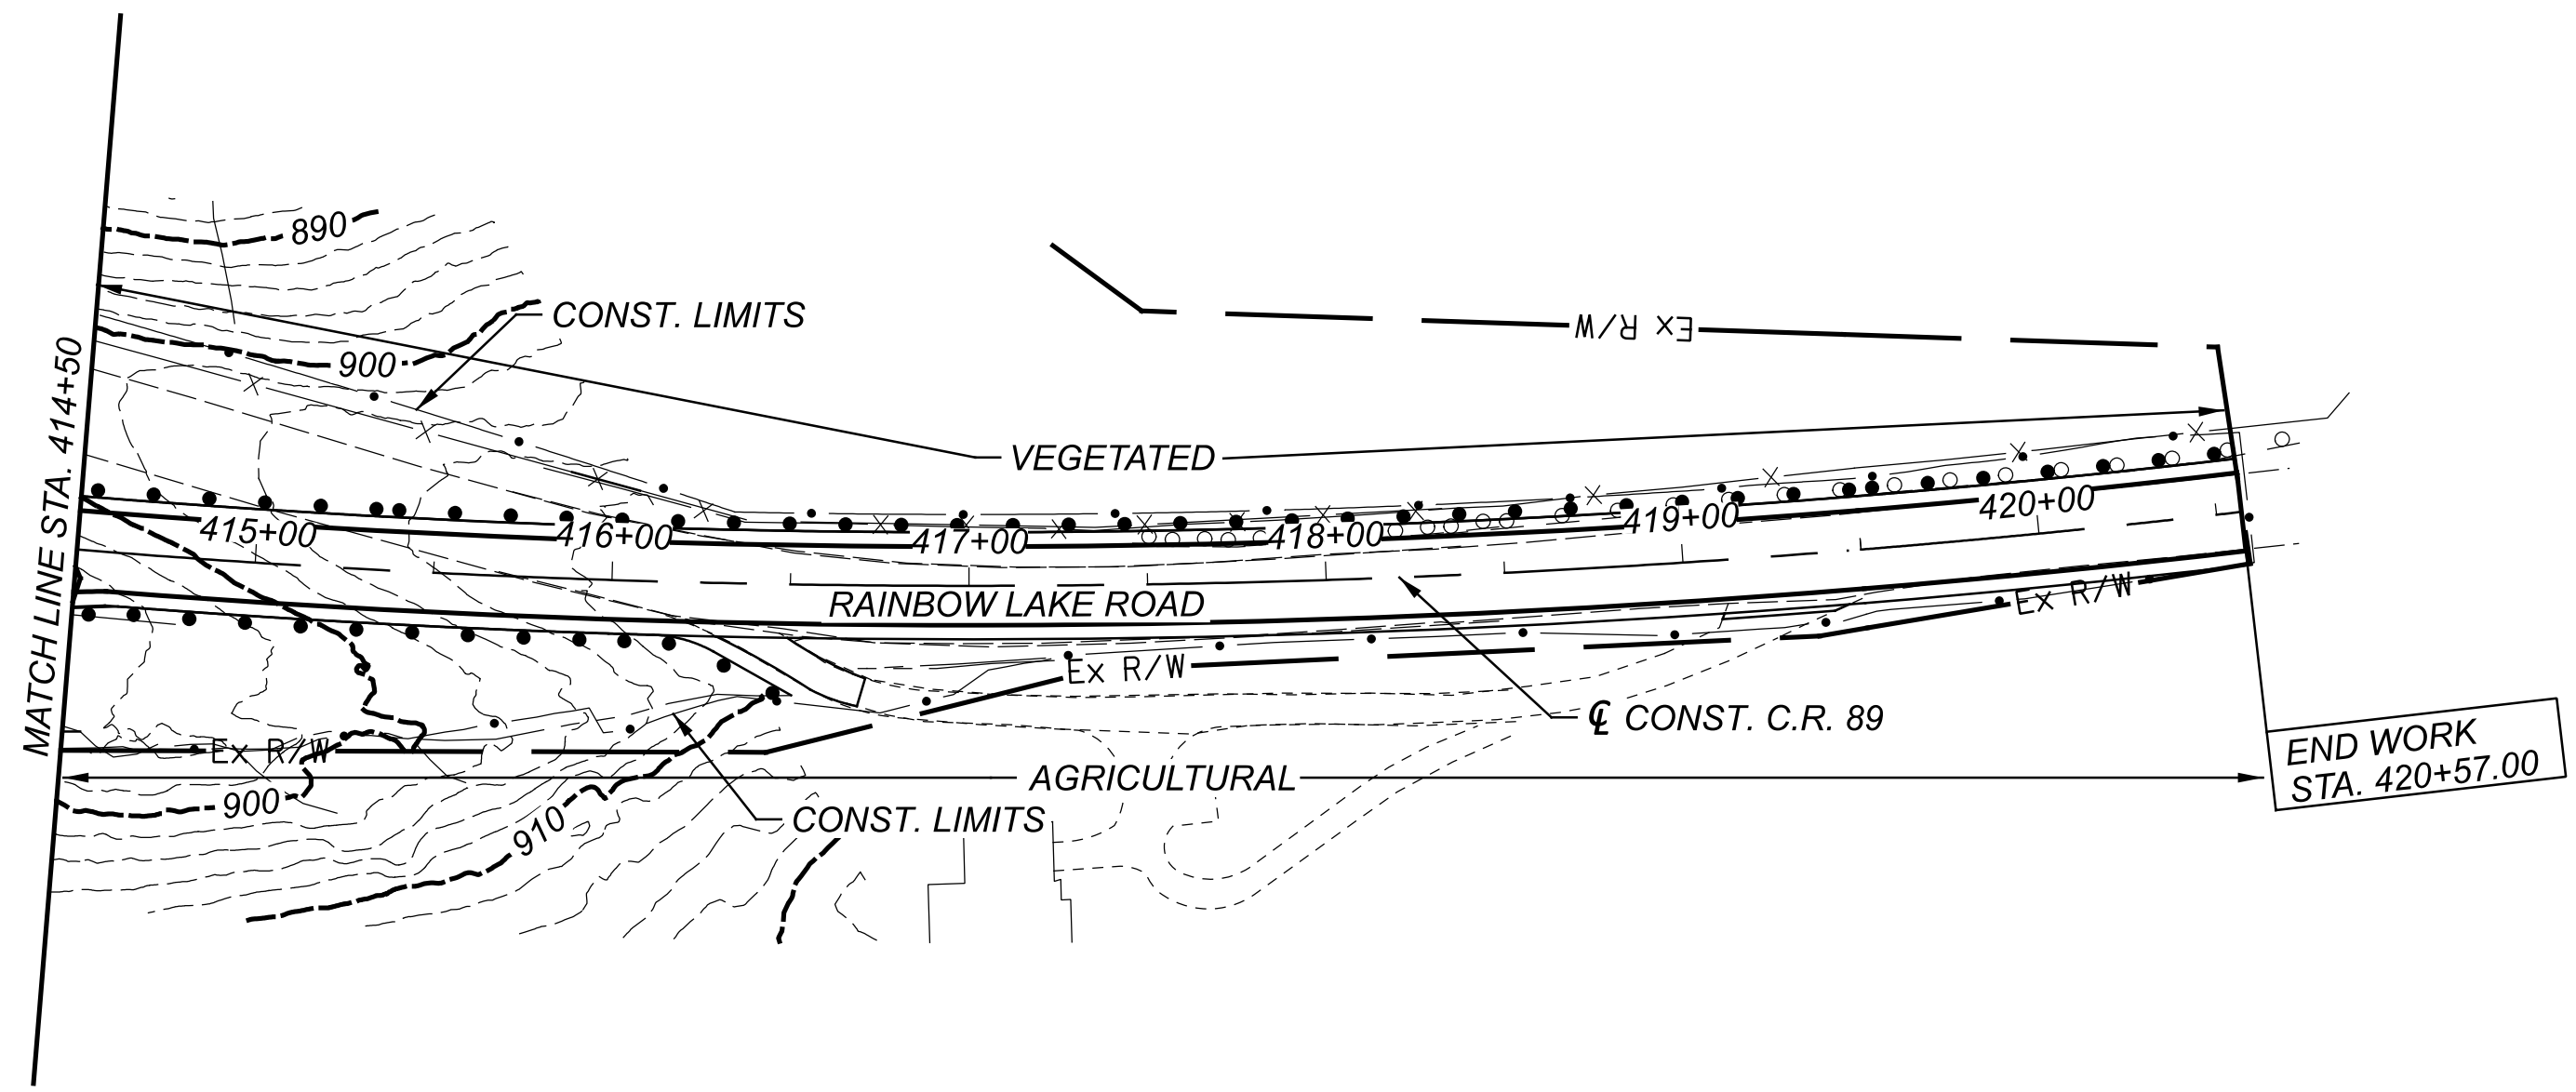 890
CONST. LIMITS
Ex R/W
900
MATCH LINE STA. 414+50
VEGETATED
415+00
416+00
417+00
418+00
419+00
420+00
RAINBOW LAKE ROAD
Ex R/W
Ex R/W
℄ CONST. C.R. 89
Ex R/W
AGRICULTURAL
END WORK
STA. 420+57.00
900
910
CONST. LIMITS